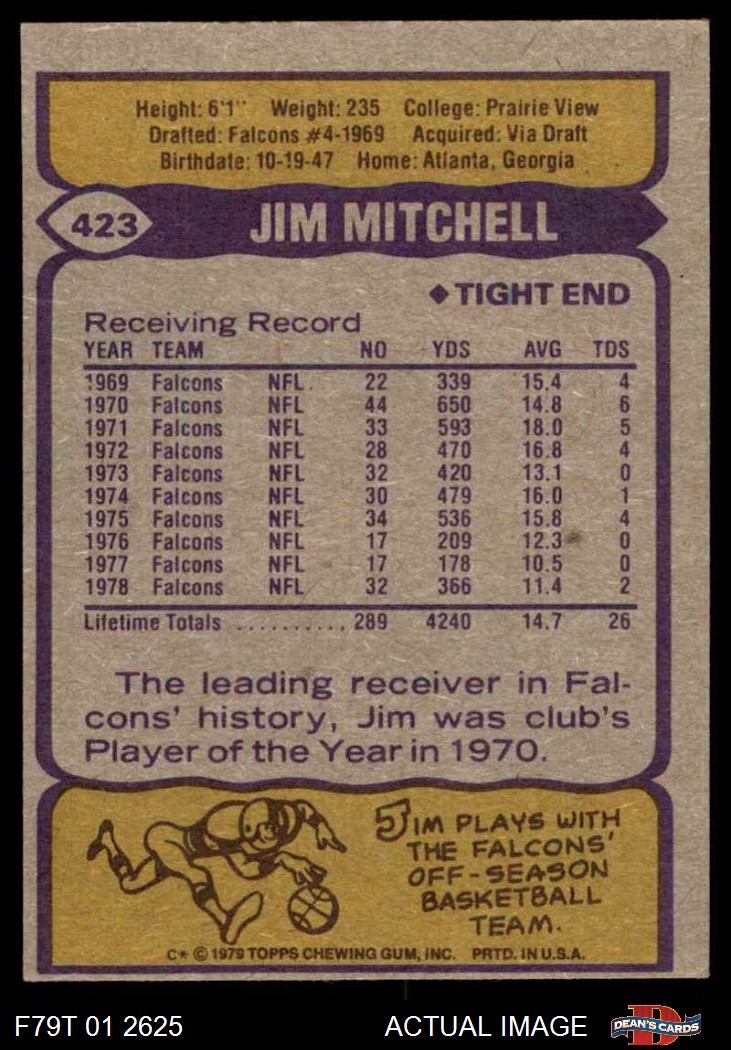 Height: 6'1" Weight: 235 College: Prairie View
Drafted: Falcons #4-1969 Acquired: Via Draft
Birthdate: 10-19-47 Home: Atlanta, Georgia
423 JIM MITCHELL
◆ TIGHT END
Receiving Record
YEAR TEAM NO YDS AVG TDS
1969 Falcons NFL 22 339 15.4 4
1970 Falcons NFL 44 650 14.8 6
1971 Falcons NFL 33 593 18.0 5
1972 Falcons NFL 28 470 16.8 4
1973 Falcons NFL 32 420 13.1 0
1974 Falcons NFL 30 479 16.0 1
1975 Falcons NFL 34 536 15.8 4
1976 Falcons NFL 17 209 12.3 0
1977 Falcons NFL 17 178 10.5 0
1978 Falcons NFL 32 366 11.4 2
Lifetime Totals .......... 289 4240 14.7 26
The leading receiver in Fal-
cons' history, Jim was club's
Player of the Year in 1970.
JIM PLAYS WITH
THE FALCONS'
OFF-SEASON
BASKETBALL
TEAM.
C* © 1979 TOPPS CHEWING GUM, INC. PRTD. IN U.S.A.
F79T 01 2625 ACTUAL IMAGE D DEAN'S CARDS